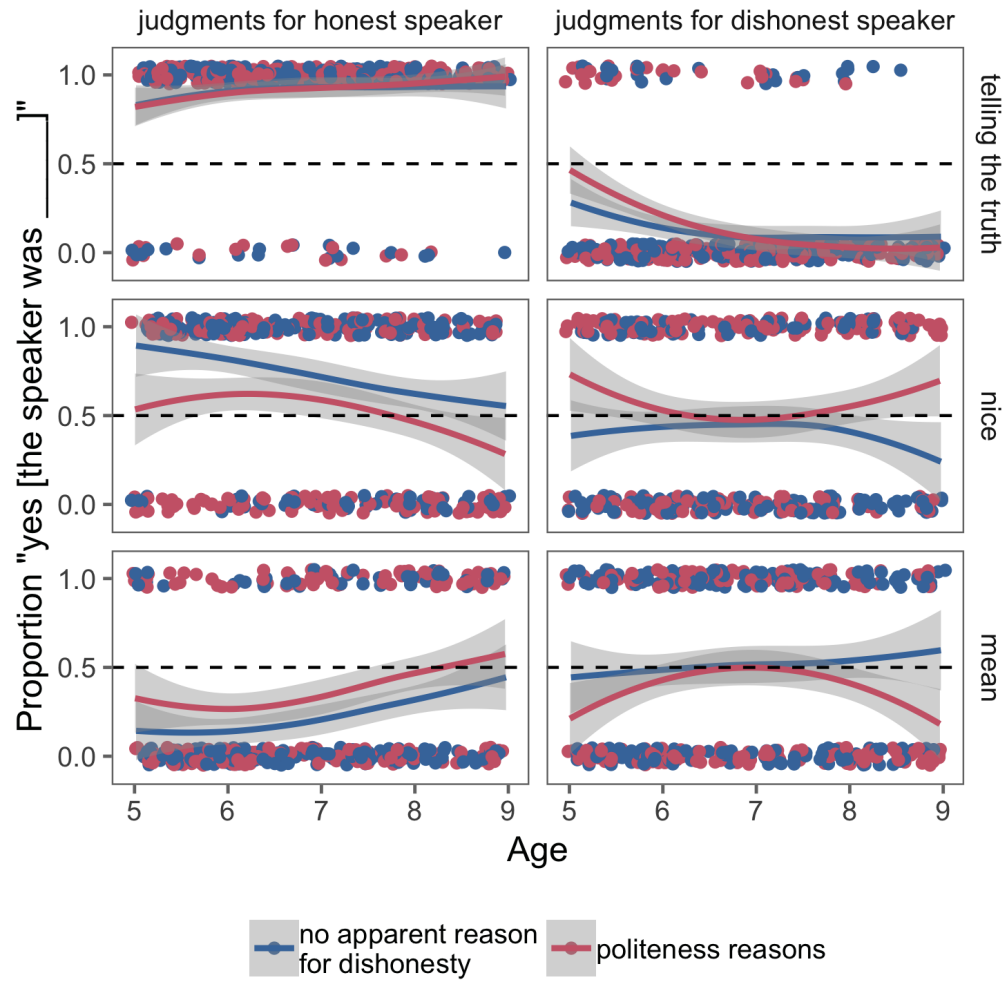 judgments for honest speaker
judgments for dishonest speaker
Proportion "yes [the speaker was ______]"
1.0
0.5
0.0
telling the truth
1.0
0.5
0.0
nice
1.0
0.5
0.0
mean
5 6 7 8 9
5 6 7 8 9
Age
no apparent reason
for dishonesty
politeness reasons